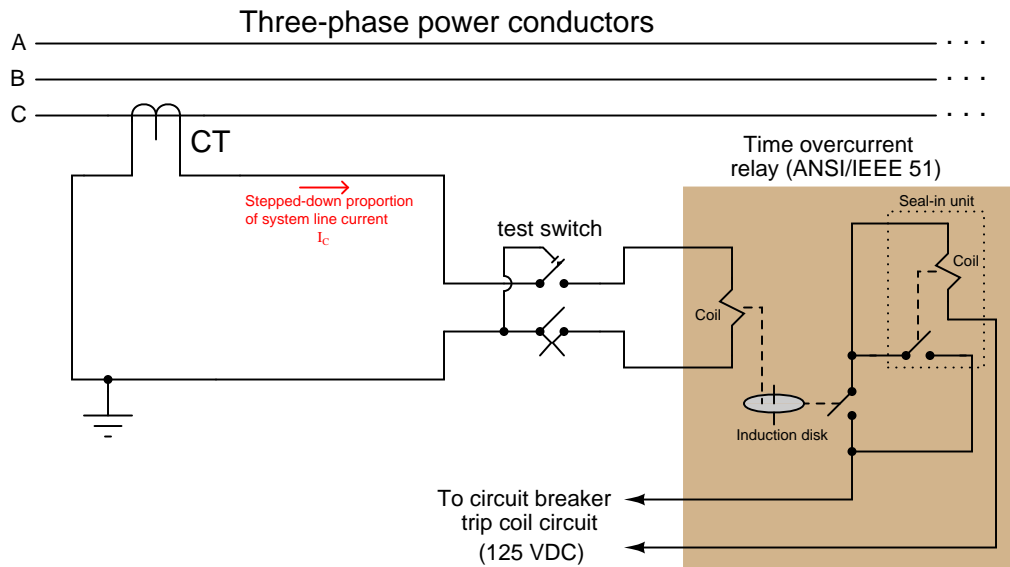 Three-phase power conductors
A
. . .
B
. . .
C
. . .
CT
Time overcurrent
relay (ANSI/IEEE 51)
Stepped-down proportion
of system line current
I_C
Seal-in unit
test switch
Coil
Coil
Induction disk
To circuit breaker
trip coil circuit
(125 VDC)